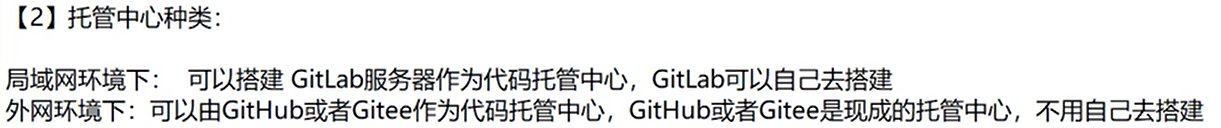 【2】托管中心种类：
局域网环境下： 可以搭建 GitLab服务器作为代码托管中心，GitLab可以自己去搭建
外网环境下：可以由GitHub或者Gitee作为代码托管中心，GitHub或者Gitee是现成的托管中心，不用自己去搭建